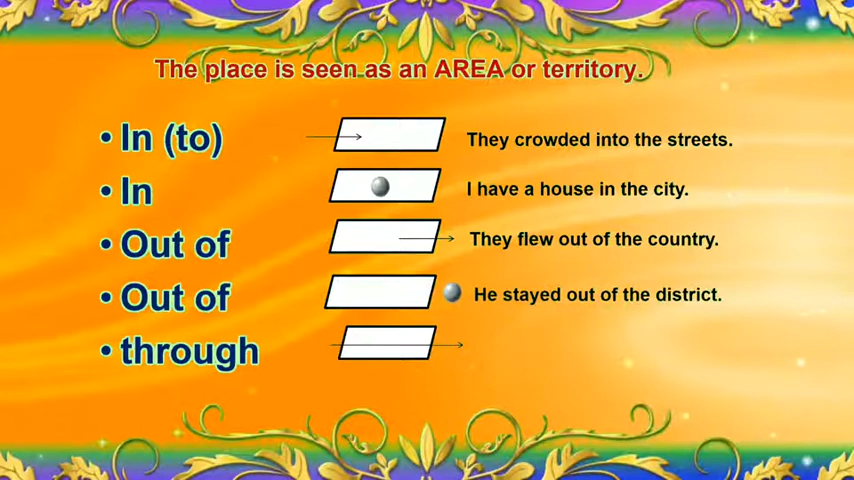 The place is seen as an AREA or territory.
• In (to) They crowded into the streets.
• In I have a house in the city.
• Out of They flew out of the country.
• Out of He stayed out of the district.
• through